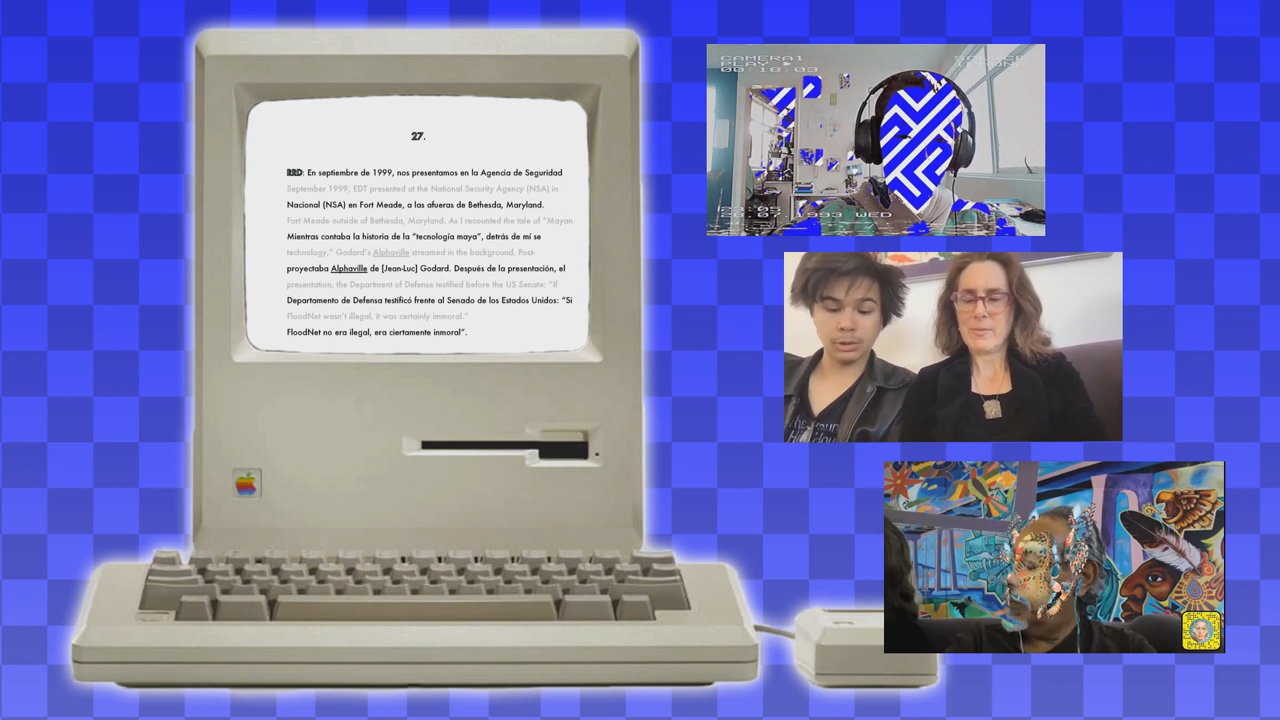 27.
RRD: En septiembre de 1999, nos presentamos en la Agencia de Seguridad
September 1999, EDT presented at the National Security Agency (NSA) in
Nacional (NSA) en Fort Meade, a las afueras de Bethesda, Maryland.
Fort Meade outside of Bethesda, Maryland. As I recounted the tale of "Mayan
Mientras contaba la historia de la "tecnología maya", detrás de mí se
technology," Godard's Alphaville streamed in the background. Post-
proyectaba Alphaville de [Jean-Luc] Godard. Después de la presentación, el
presentation, the Department of Defense testified before the US Senate: "If
Departamento de Defensa testificó frente al Senado de los Estados Unidos: "Si
FloodNet wasn't illegal, it was certainly immoral."
FloodNet no era ilegal, era ciertamente inmoral".
CAMERA1
PLAY
00:18:03
28.07.1993 WED